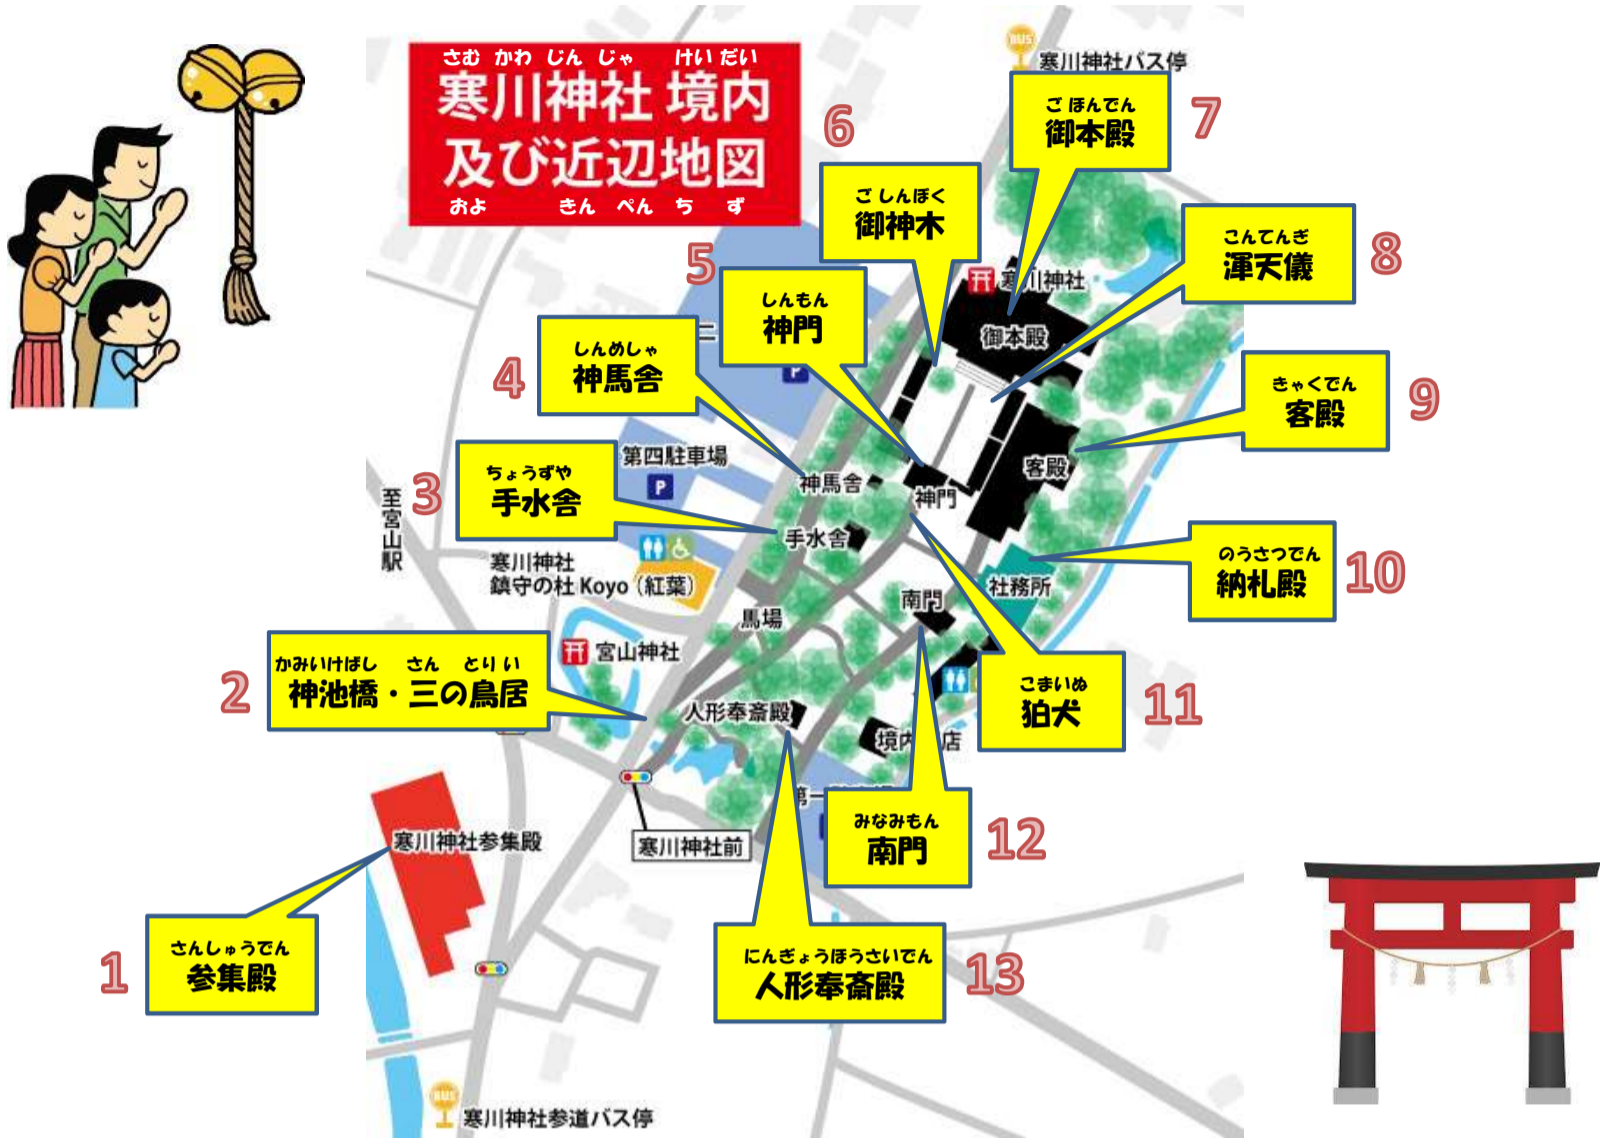 さむ かわ じん じゃ けい だい
寒川神社 境内
及び近辺地図
およ きん ぺん ち ず
BUS
寒川神社バス停
6
ご しんぼく
御神木
7
ご ほんでん
御本殿
5
しんもん
神門
8
こんてんぎ
渾天儀
4
しんめしゃ
神馬舎
9
きゃくでん
客殿
3
ちょうずや
手水舎
10
のうさつでん
納札殿
2
かみいけばし さん とりい
神池橋・三の鳥居
11
こまいぬ
狛犬
12
みなみもん
南門
1
さんしゅうでん
参集殿
13
にんぎょうほうさいでん
人形奉斎殿
寒川神社
御本殿
二
P
第四駐車場
P
神馬舎
神門
客殿
至宮山駅
手水舎
寒川神社
鎮守の杜 Koyo（紅葉）
社務所
南門
馬場
宮山神社
人形奉斎殿
境内
店
第一
寒川神社前
寒川神社参集殿
BUS
寒川神社参道バス停